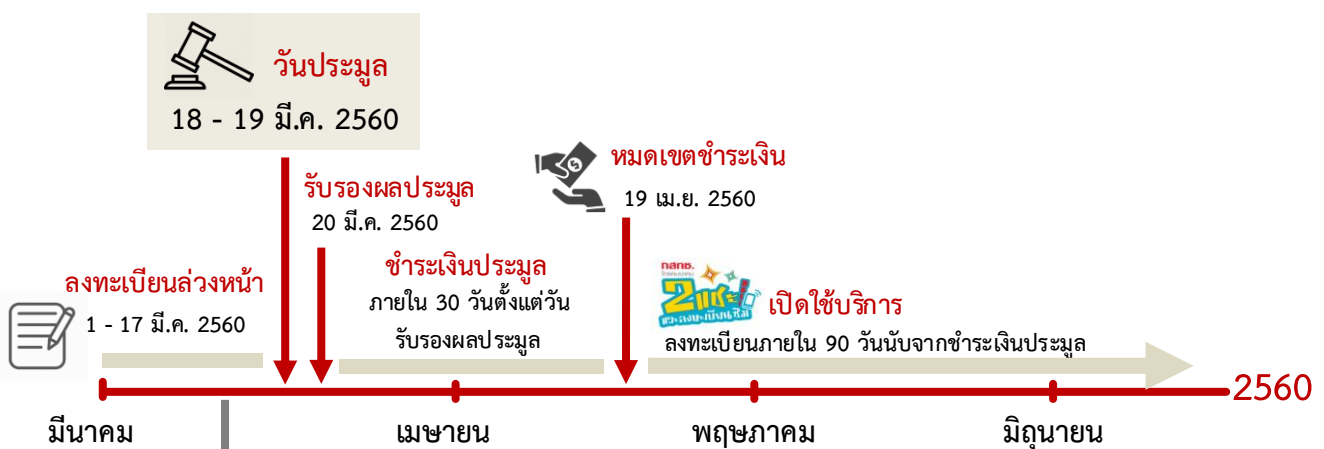 วันประมูล
18 - 19 มี.ค. 2560
หมดเขตชำระเงิน
19 เม.ย. 2560
รับรองผลประมูล
20 มี.ค. 2560
ลงทะเบียนล่วงหน้า
1 - 17 มี.ค. 2560
ชำระเงินประมูล
ภายใน 30 วันตั้งแต่วัน
รับรองผลประมูล
กสทช.
2แชะ!
เปิดใช้บริการ
ลงทะเบียนภายใน 90 วันนับจากชำระเงินประมูล
2560
มีนาคม
เมษายน
พฤษภาคม
มิถุนายน